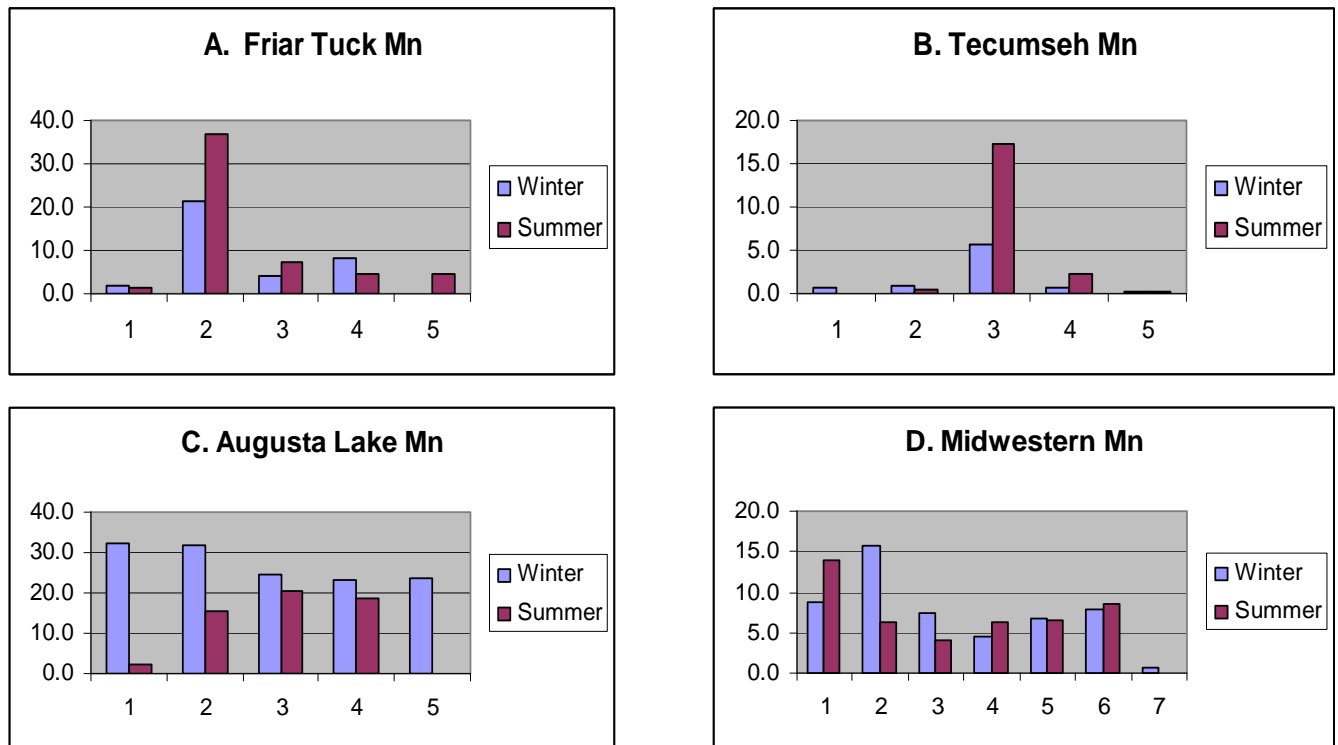 A. Friar Tuck Mn
40.0
30.0
20.0
10.0
0.0
1 2 3 4 5
Winter
Summer
B. Tecumseh Mn
20.0
15.0
10.0
5.0
0.0
1 2 3 4 5
Winter
Summer
C. Augusta Lake Mn
40.0
30.0
20.0
10.0
0.0
1 2 3 4 5
Winter
Summer
D. Midwestern Mn
20.0
15.0
10.0
5.0
0.0
1 2 3 4 5 6 7
Winter
Summer